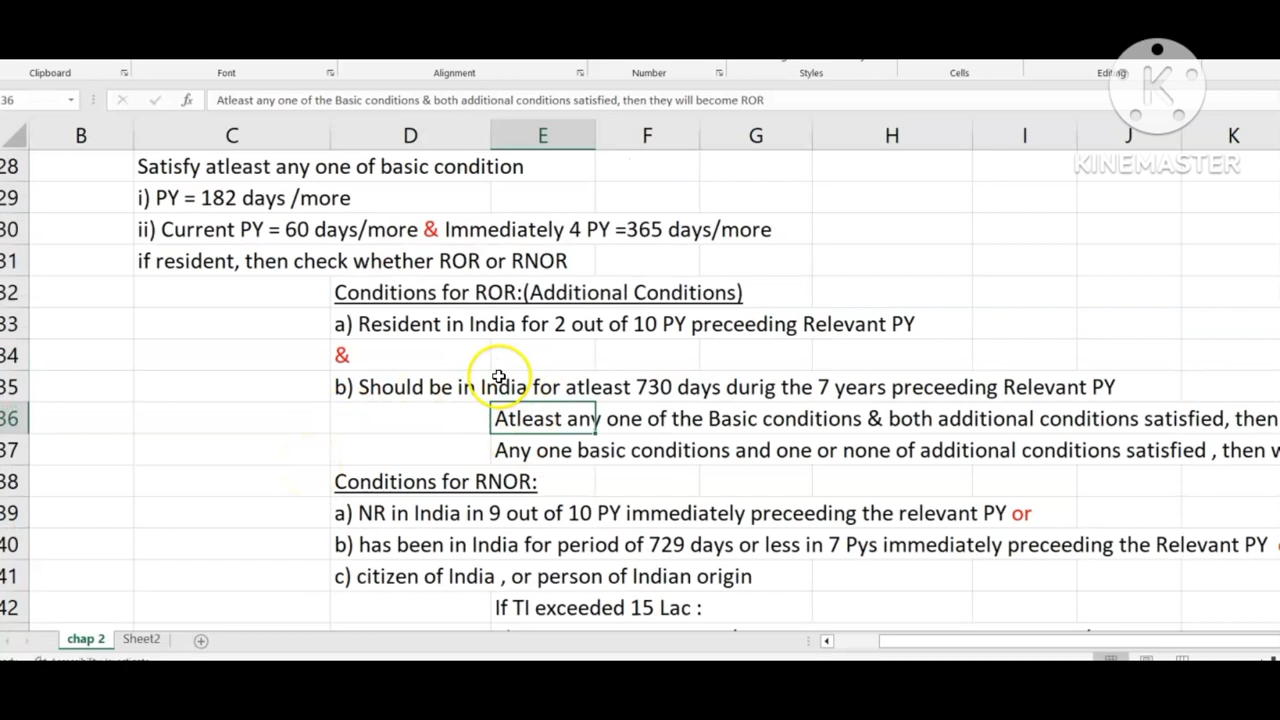 Clipboard Font Alignment Number Styles Cells Editing
36 Atleast any one of the Basic conditions & both additional conditions satisfied, then they will become ROR
K
KINEMASTER
B C D E F G H I J K
28 Satisfy atleast any one of basic condition
29 i) PY = 182 days /more
30 ii) Current PY = 60 days/more & Immediately 4 PY =365 days/more
31 if resident, then check whether ROR or RNOR
32 Conditions for ROR:(Additional Conditions)
33 a) Resident in India for 2 out of 10 PY preceeding Relevant PY
34 &
35 b) Should be in India for atleast 730 days durig the 7 years preceeding Relevant PY
36 Atleast any one of the Basic conditions & both additional conditions satisfied, then
37 Any one basic conditions and one or none of additional conditions satisfied , then w
38 Conditions for RNOR:
39 a) NR in India in 9 out of 10 PY immediately preceeding the relevant PY or
40 b) has been in India for period of 729 days or less in 7 Pys immediately preceeding the Relevant PY
41 c) citizen of India , or person of Indian origin
42 If TI exceeded 15 Lac :
chap 2 Sheet2